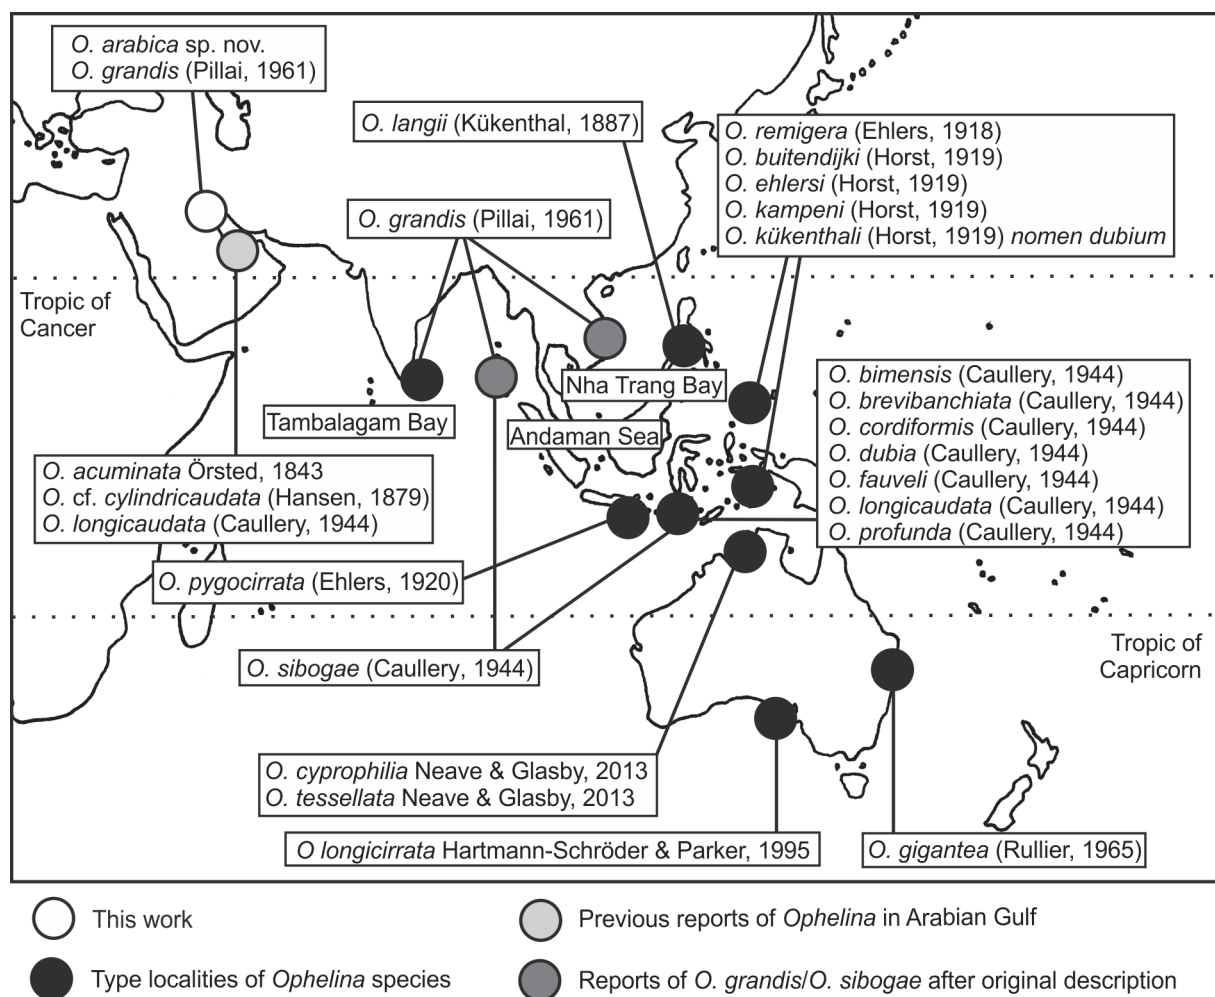 O. arabica sp. nov.
O. grandis (Pillai, 1961)
O. langii (Kükenthal, 1887)
O. remigera (Ehlers, 1918)
O. buitendijki (Horst, 1919)
O. ehlersi (Horst, 1919)
O. kampeni (Horst, 1919)
O. kükenthali (Horst, 1919) nomen dubium
O. grandis (Pillai, 1961)
Tropic of
Cancer
Nha Trang Bay
Tambalagam Bay
Andaman Sea
O. bimensis (Caullery, 1944)
O. brevibanchiata (Caullery, 1944)
O. cordiformis (Caullery, 1944)
O. dubia (Caullery, 1944)
O. fauveli (Caullery, 1944)
O. longicaudata (Caullery, 1944)
O. profunda (Caullery, 1944)
O. acuminata Örsted, 1843
O. cf. cylindricaudata (Hansen, 1879)
O. longicaudata (Caullery, 1944)
O. pygocirrata (Ehlers, 1920)
O. sibogae (Caullery, 1944)
Tropic of
Capricorn
O. cyprophilia Neave & Glasby, 2013
O. tessellata Neave & Glasby, 2013
O longicirrata Hartmann-Schröder & Parker, 1995
O. gigantea (Rullier, 1965)
This work
Previous reports of Ophelina in Arabian Gulf
Type localities of Ophelina species
Reports of O. grandis/O. sibogae after original description